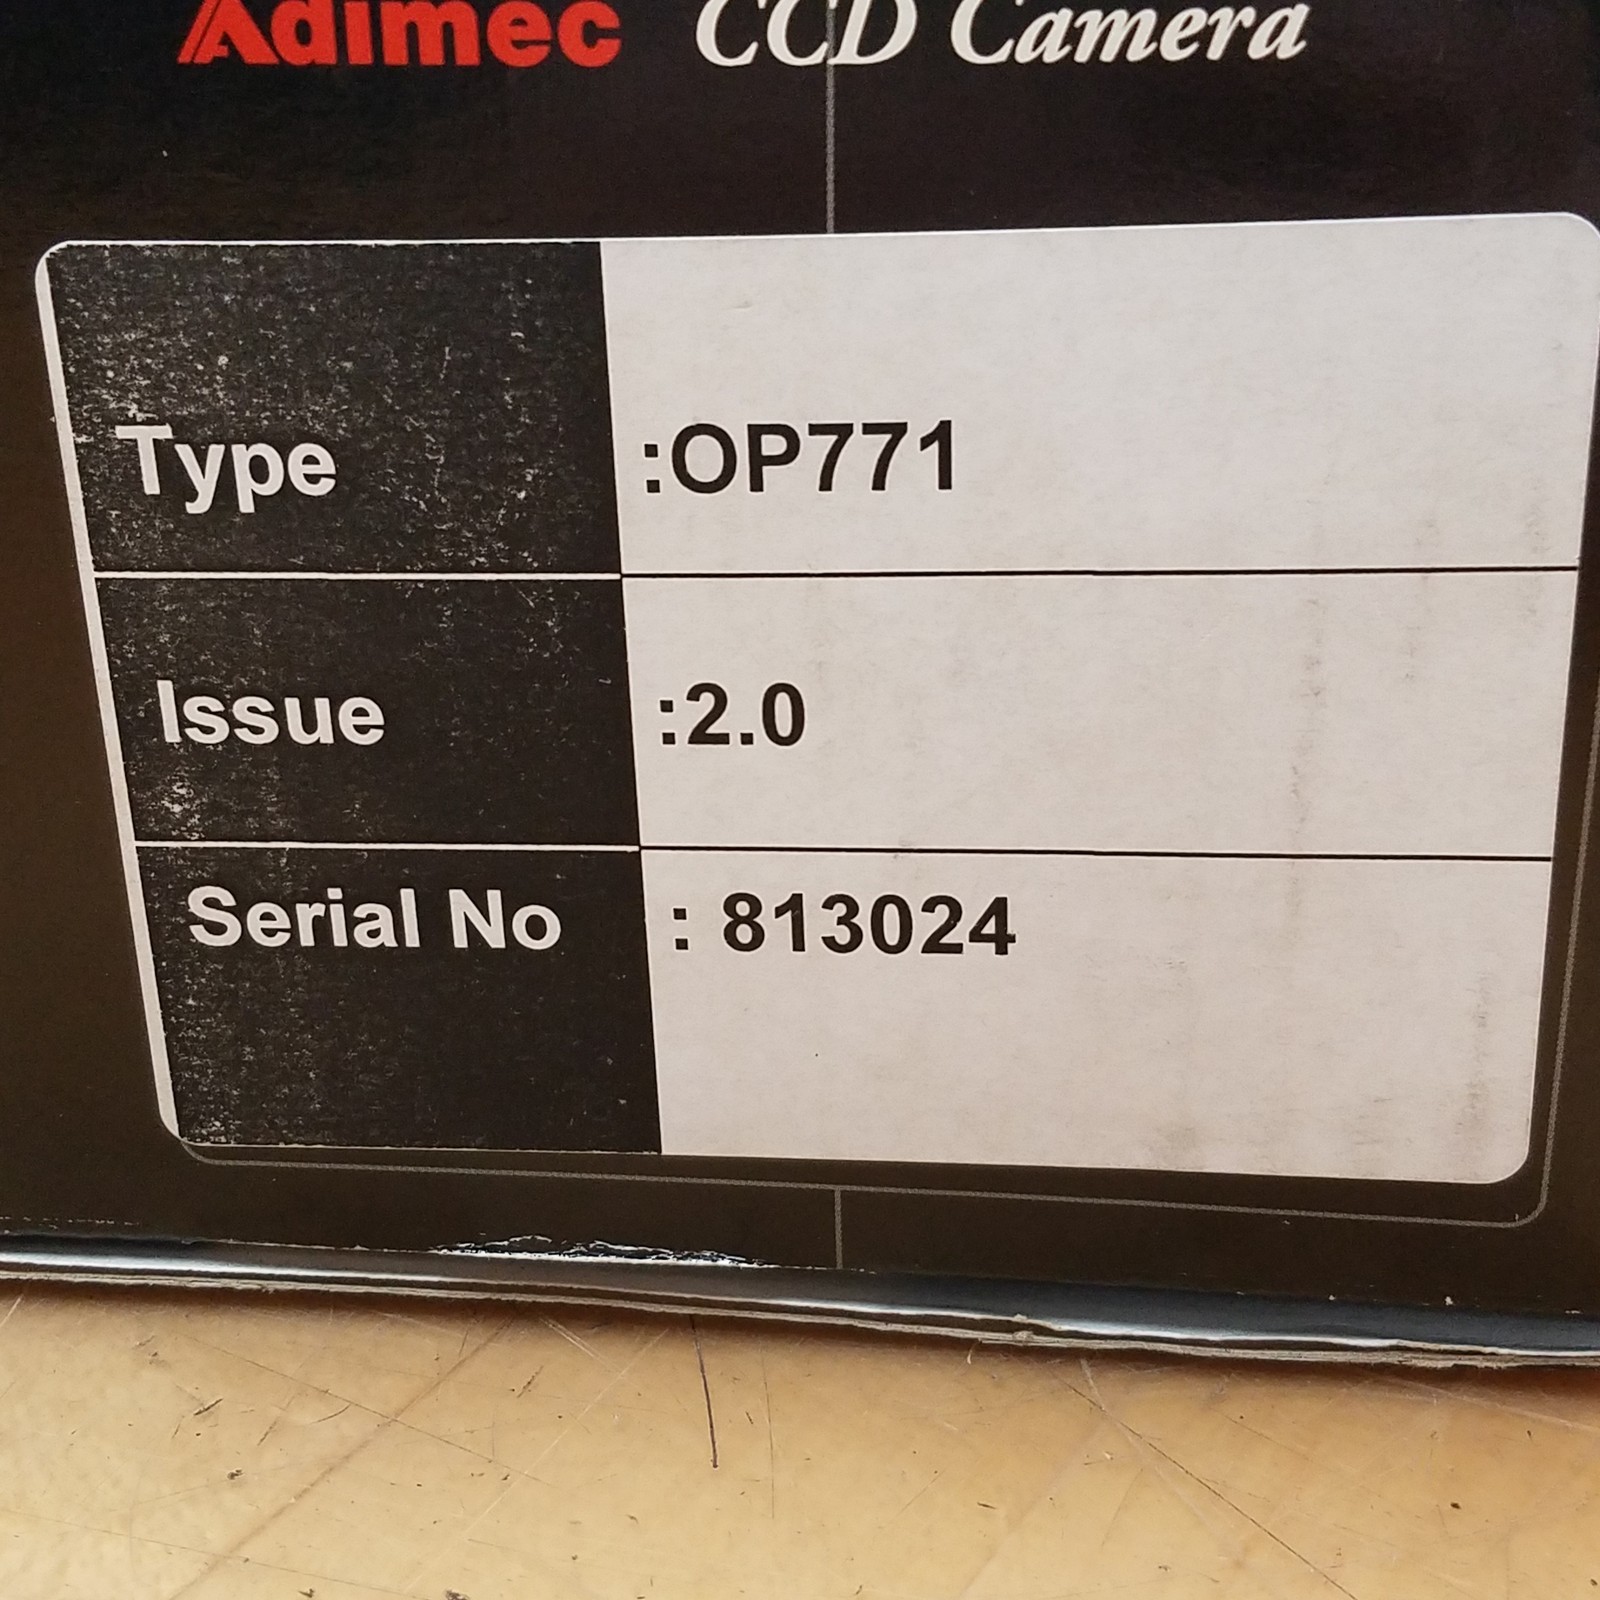 Adimec CCD Camera
Type :OP771
Issue :2.0
Serial No : 813024